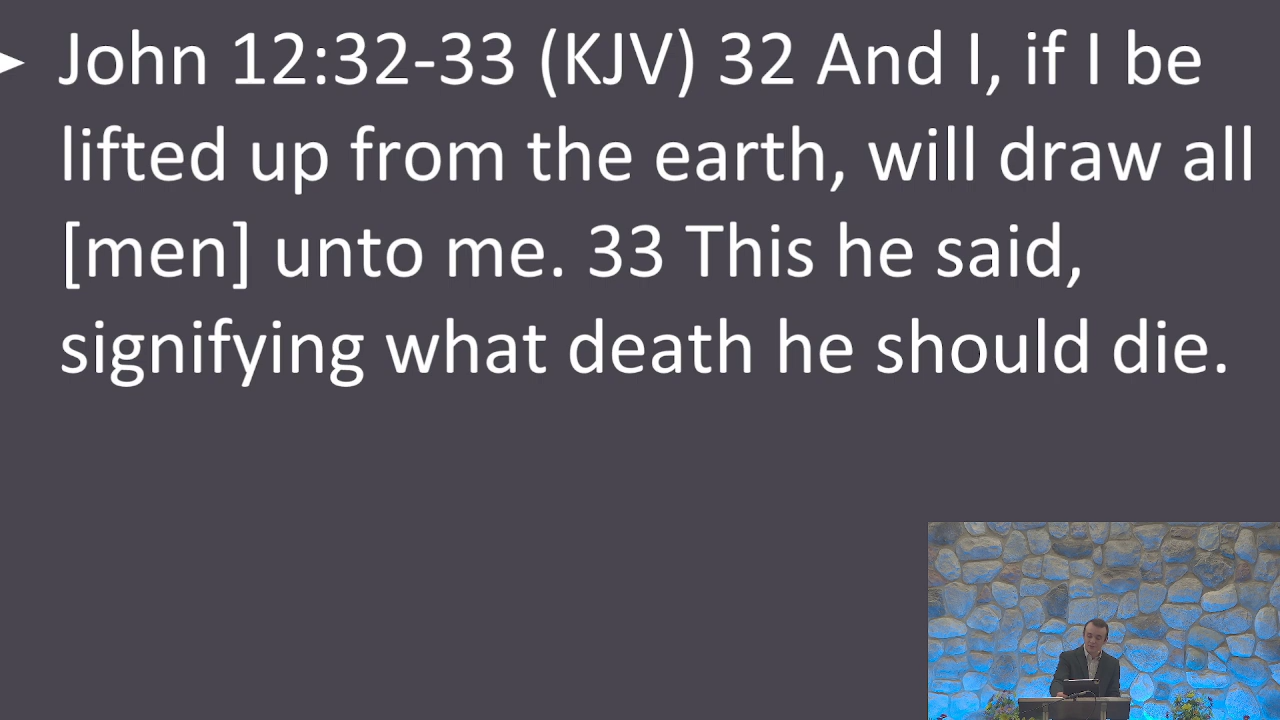 John 12:32-33 (KJV) 32 And I, if I be
lifted up from the earth, will draw all
[men] unto me. 33 This he said,
signifying what death he should die.